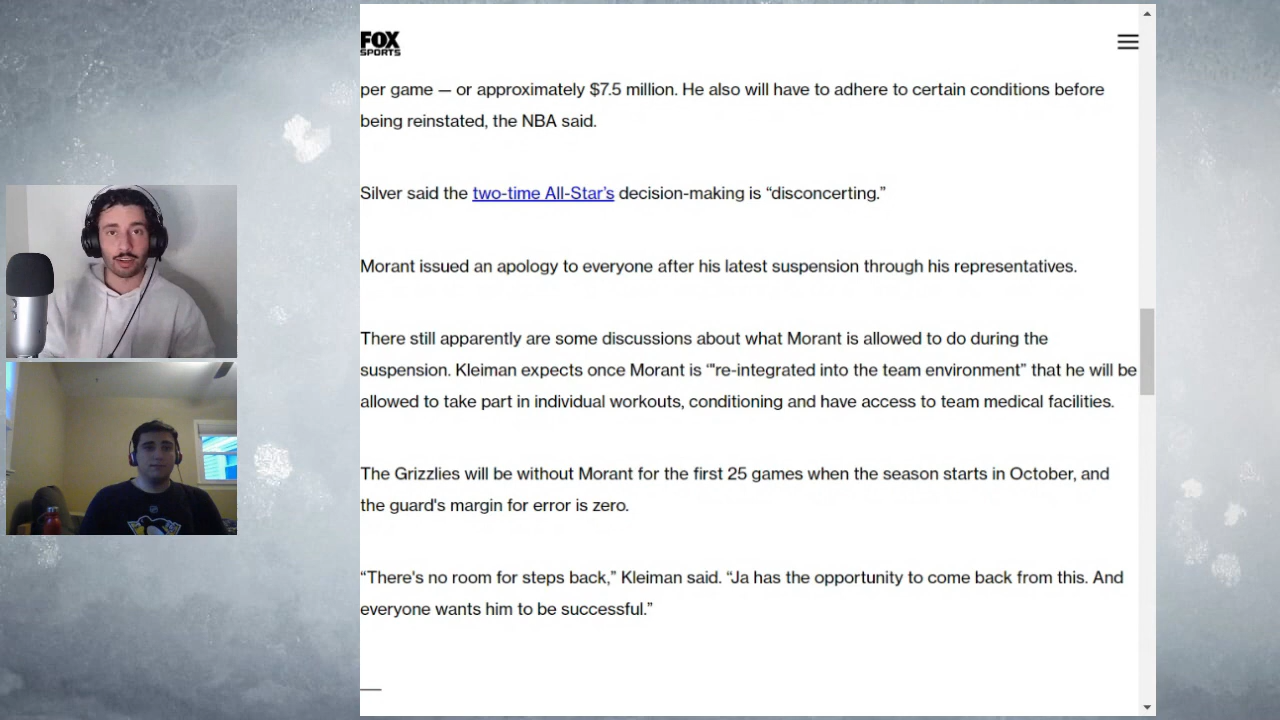 FOX
SPORTS
per game — or approximately $7.5 million. He also will have to adhere to certain conditions before
being reinstated, the NBA said.
Silver said the two-time All-Star’s decision-making is “disconcerting.”
Morant issued an apology to everyone after his latest suspension through his representatives.
There still apparently are some discussions about what Morant is allowed to do during the
suspension. Kleiman expects once Morant is “"re-integrated into the team environment” that he will be
allowed to take part in individual workouts, conditioning and have access to team medical facilities.
The Grizzlies will be without Morant for the first 25 games when the season starts in October, and
the guard's margin for error is zero.
“There's no room for steps back,” Kleiman said. “Ja has the opportunity to come back from this. And
everyone wants him to be successful.”